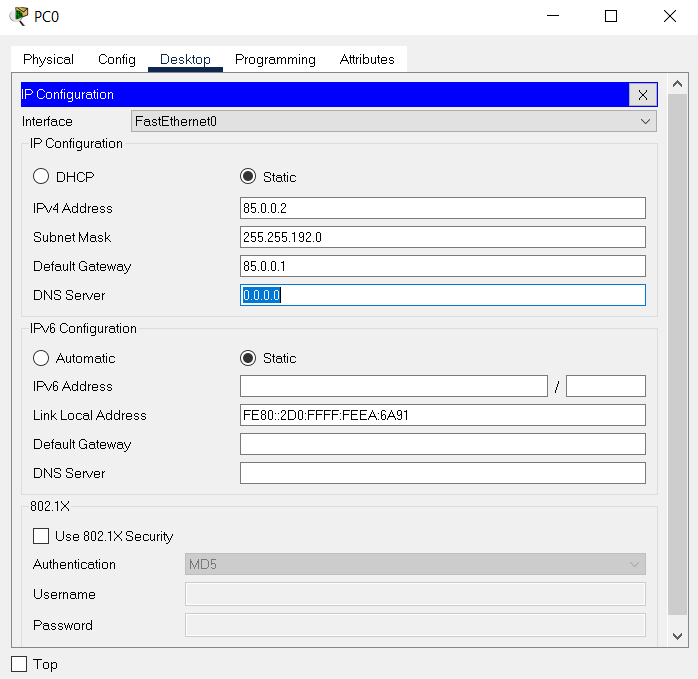 PC0
Physical Config Desktop Programming Attributes
IP Configuration X
Interface FastEthernet0
IP Configuration
DHCP Static
IPv4 Address 85.0.0.2
Subnet Mask 255.255.192.0
Default Gateway 85.0.0.1
DNS Server 0.0.0.0
IPv6 Configuration
Automatic Static
IPv6 Address /
Link Local Address FE80::2D0:FFFF:FEEA:6A91
Default Gateway
DNS Server
802.1X
Use 802.1X Security
Authentication MD5
Username
Password
Top